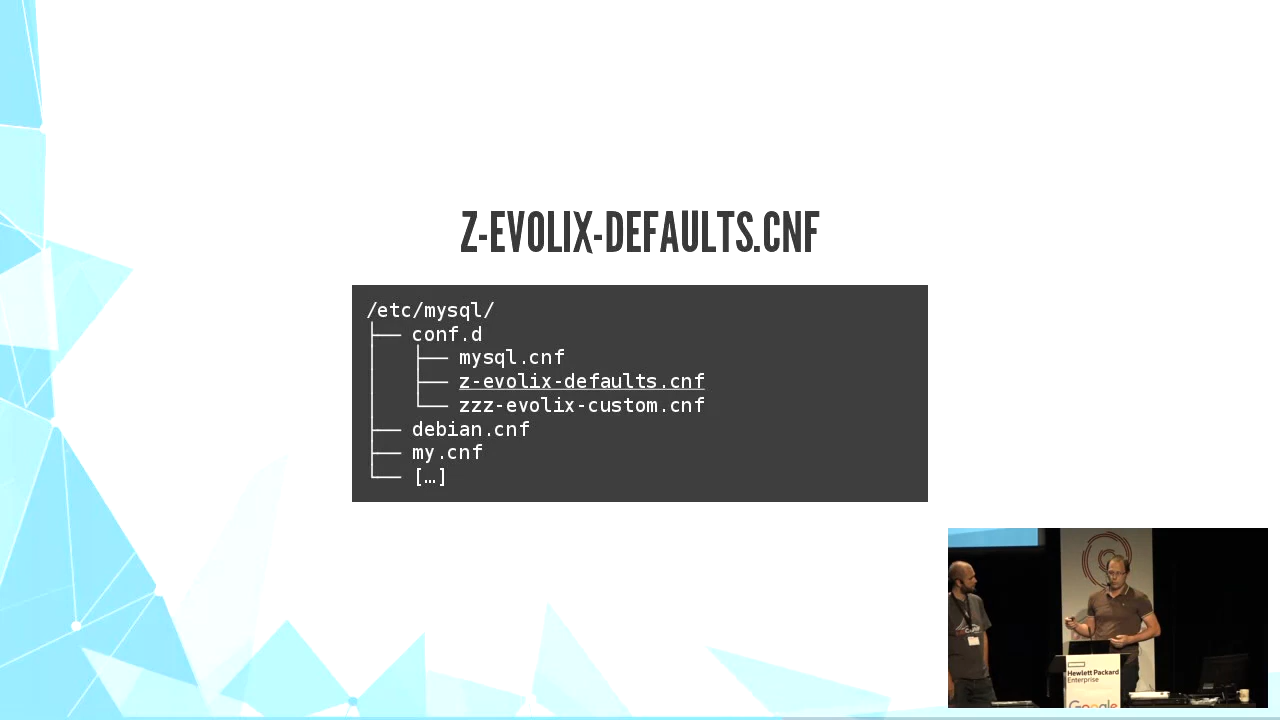 Z-EVOLIX-DEFAULTS.CNF
/etc/mysql/
├── conf.d
│   ├── mysql.cnf
│   ├── z-evolix-defaults.cnf
│   └── zzz-evolix-custom.cnf
├── debian.cnf
├── my.cnf
└── […]
Hewlett Packard
Enterprise
Google